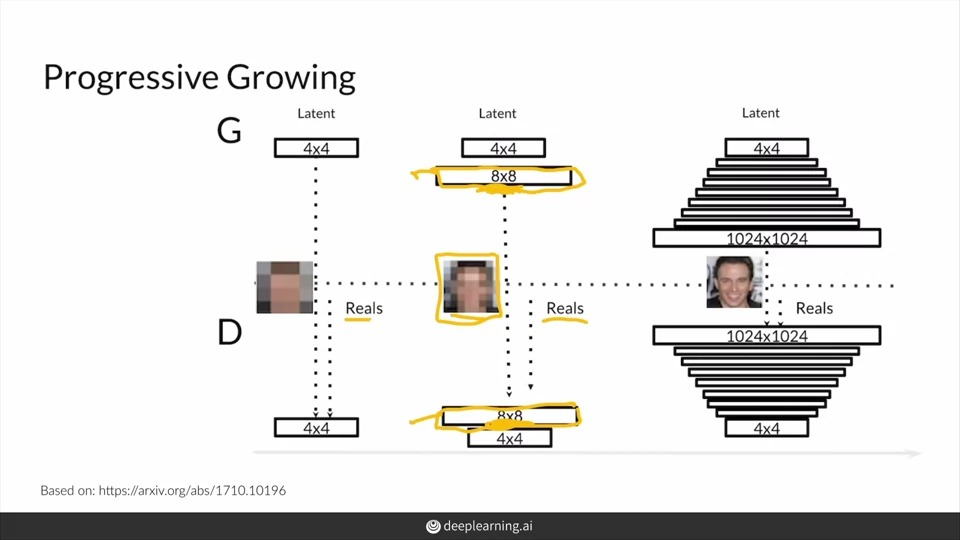 Progressive Growing
Latent Latent Latent
G
4x4 4x4 4x4
8x8
1024x1024
Reals Reals Reals
D
1024x1024
8x8
4x4 4x4 4x4
Based on: https://arxiv.org/abs/1710.10196
deeplearning.ai